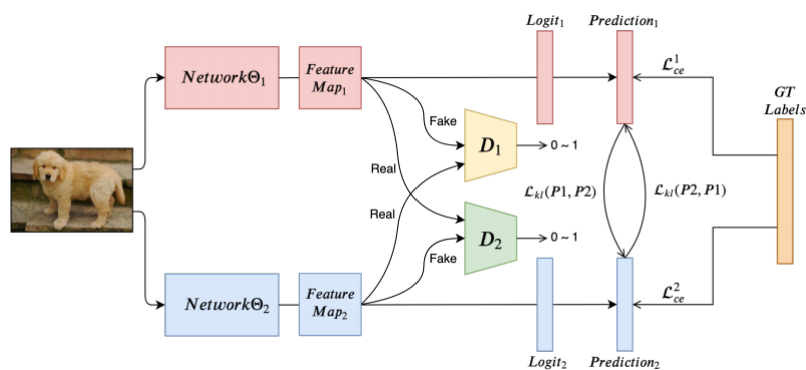 Logit₁
Prediction₁
NetworkΘ₁
Feature
Map₁
ℒ¹ce
GT
Labels
Fake
D₁
0 ~ 1
Real
ℒkl(P1, P2)
ℒkl(P2, P1)
Real
D₂
0 ~ 1
Fake
NetworkΘ₂
Feature
Map₂
ℒ²ce
Logit₂
Prediction₂